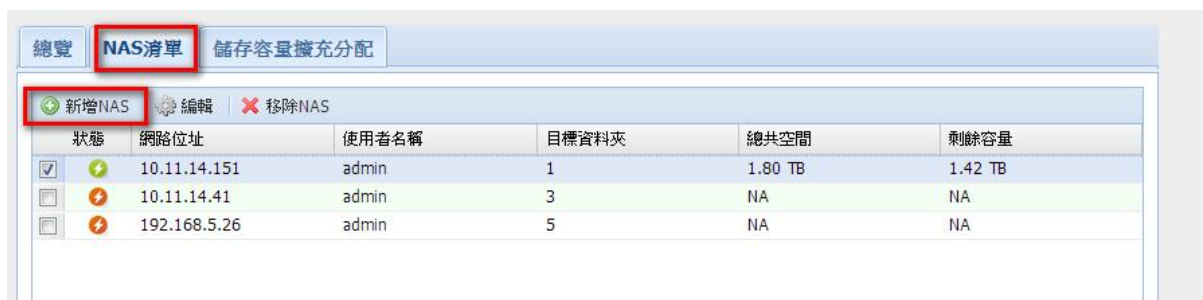 總覽 NAS清單 儲存容量擴充分配
新增NAS 編輯 移除NAS
狀態 網路位址 使用者名稱 目標資料夾 總共空間 剩餘容量
10.11.14.151 admin 1 1.80 TB 1.42 TB
10.11.14.41 admin 3 NA NA
192.168.5.26 admin 5 NA NA